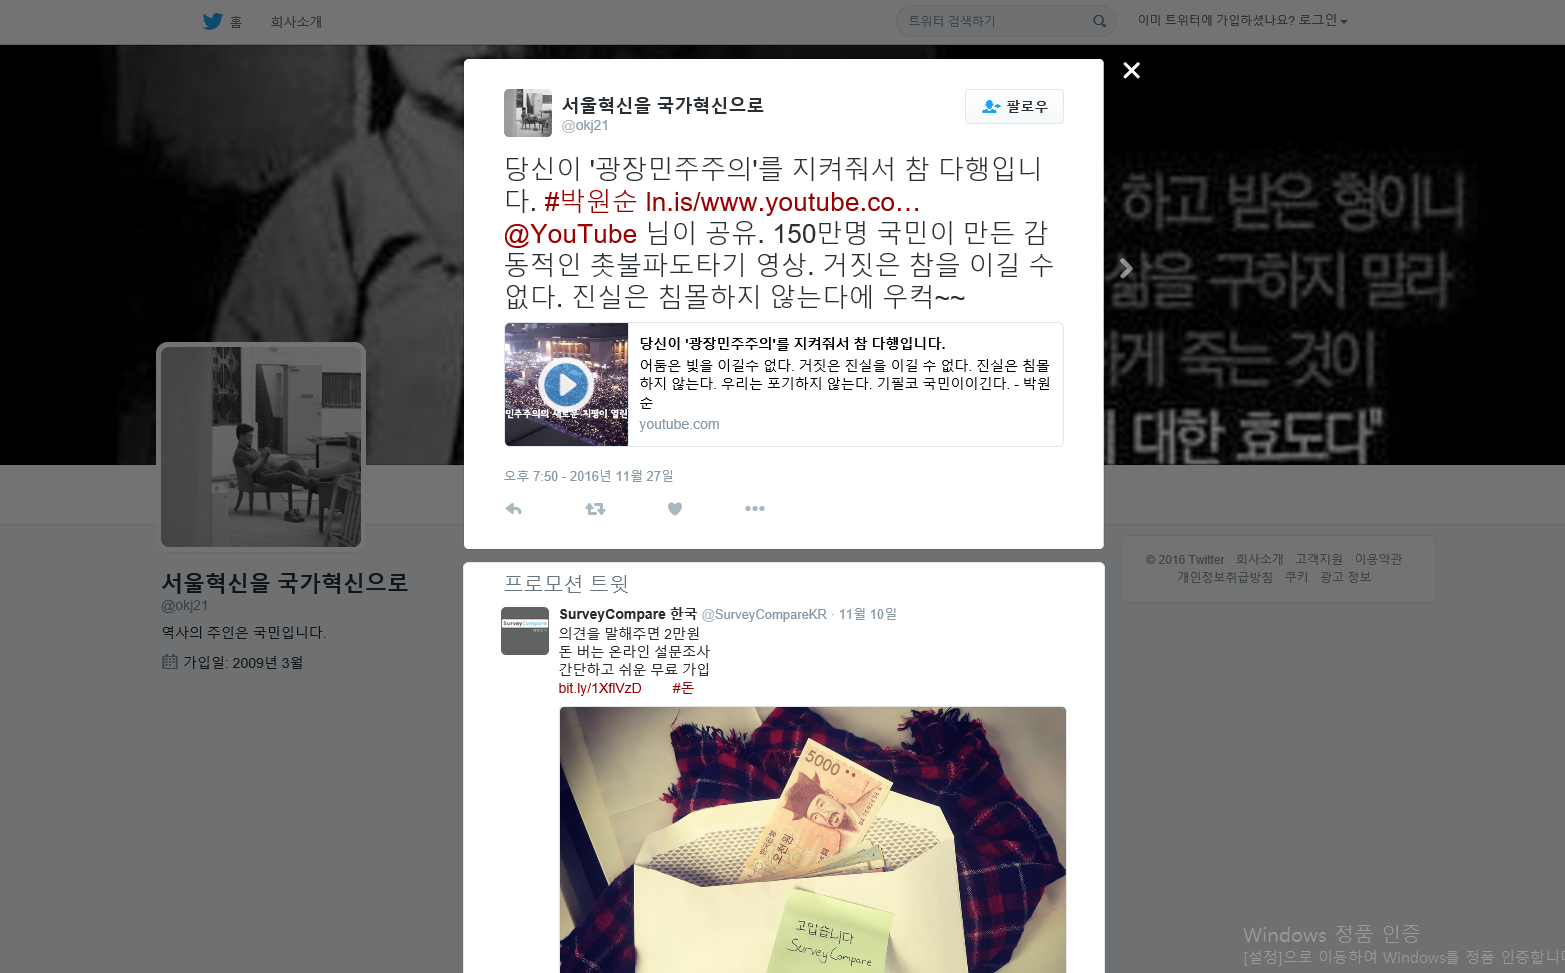 홈 회사소개 트위터 검색하기 이미 트위터에 가입하셨나요? 로그인
서울혁신을 국가혁신으로
@okj21
팔로우
당신이 '광장민주주의'를 지켜줘서 참 다행입니
다. #박원순 ln.is/www.youtube.co…
@YouTube 님이 공유. 150만명 국민이 만든 감
동적인 촛불파도타기 영상. 거짓은 참을 이길 수
없다. 진실은 침몰하지 않는다에 우컥~~
당신이 '광장민주주의'를 지켜줘서 참 다행입니다.
어둠은 빛을 이길수 없다. 거짓은 진실을 이길 수 없다. 진실은 침몰
하지 않는다. 우리는 포기하지 않는다. 기필코 국민이이긴다. - 박원
순
youtube.com
민주주의의 새로운 지평이 열린
오후 7:50 - 2016년 11월 27일
하고 받은 형이니
삶을 구하지 말라
게 죽는 것이
대한 효도다"
서울혁신을 국가혁신으로
@okj21
역사의 주인은 국민입니다.
가입일: 2009년 3월
© 2016 Twitter 회사소개 고객지원 이용약관
개인정보취급방침 쿠키 광고 정보
프로모션 트윗
SurveyCompare
SurveyCompare 한국 @SurveyCompareKR · 11월 10일
의견을 말해주면 2만원
돈 버는 온라인 설문조사
간단하고 쉬운 무료 가입
bit.ly/1XflVzD #돈
5000
한국은행
오천원
고맙습니다
Survey Compare
Windows 정품 인증
[설정]으로 이동하여 Windows를 정품 인증합니